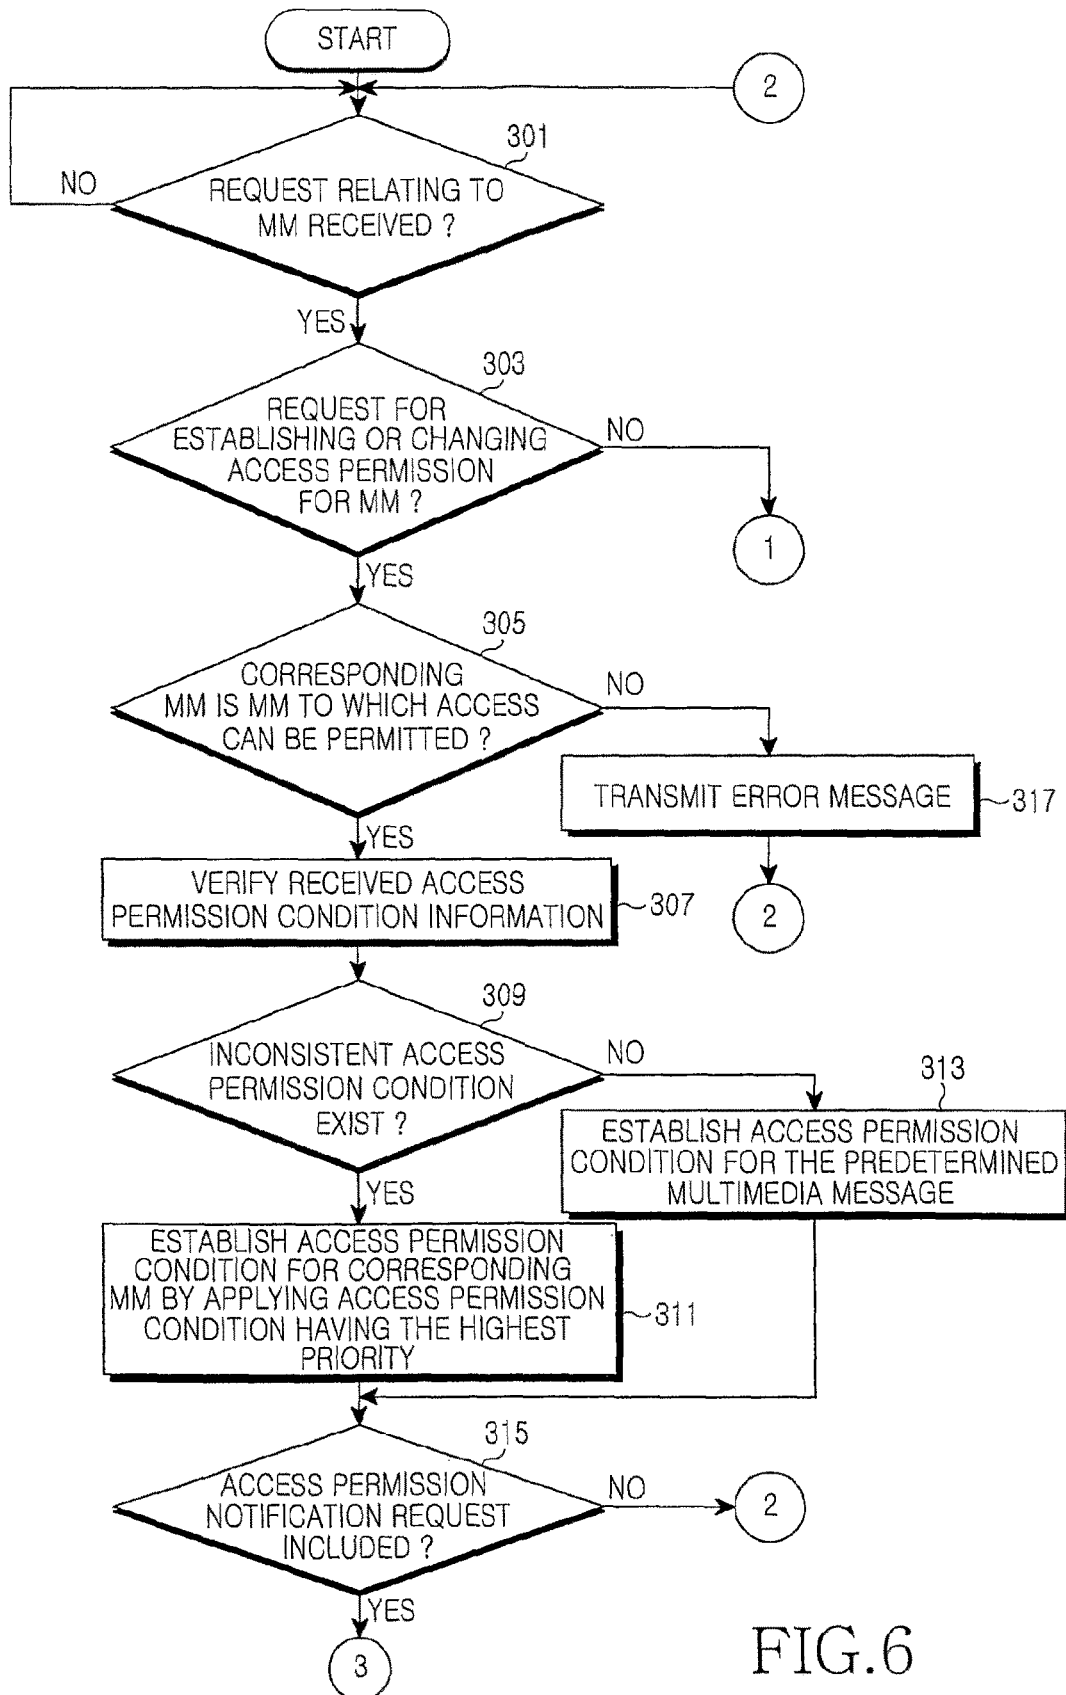 START
2
301
NO
REQUEST RELATING TO
MM RECEIVED ?
YES
303
REQUEST FOR
ESTABLISHING OR CHANGING
ACCESS PERMISSION
FOR MM ?
NO
1
YES
305
CORRESPONDING
MM IS MM TO WHICH ACCESS
CAN BE PERMITTED ?
NO
TRANSMIT ERROR MESSAGE
317
YES
VERIFY RECEIVED ACCESS
PERMISSION CONDITION INFORMATION
307
2
309
INCONSISTENT ACCESS
PERMISSION CONDITION
EXIST ?
NO
313
ESTABLISH ACCESS PERMISSION
CONDITION FOR THE PREDETERMINED
MULTIMEDIA MESSAGE
YES
ESTABLISH ACCESS PERMISSION
CONDITION FOR CORRESPONDING
MM BY APPLYING ACCESS PERMISSION
CONDITION HAVING THE HIGHEST
PRIORITY
311
315
ACCESS PERMISSION
NOTIFICATION REQUEST
INCLUDED ?
NO
2
YES
3
FIG.6